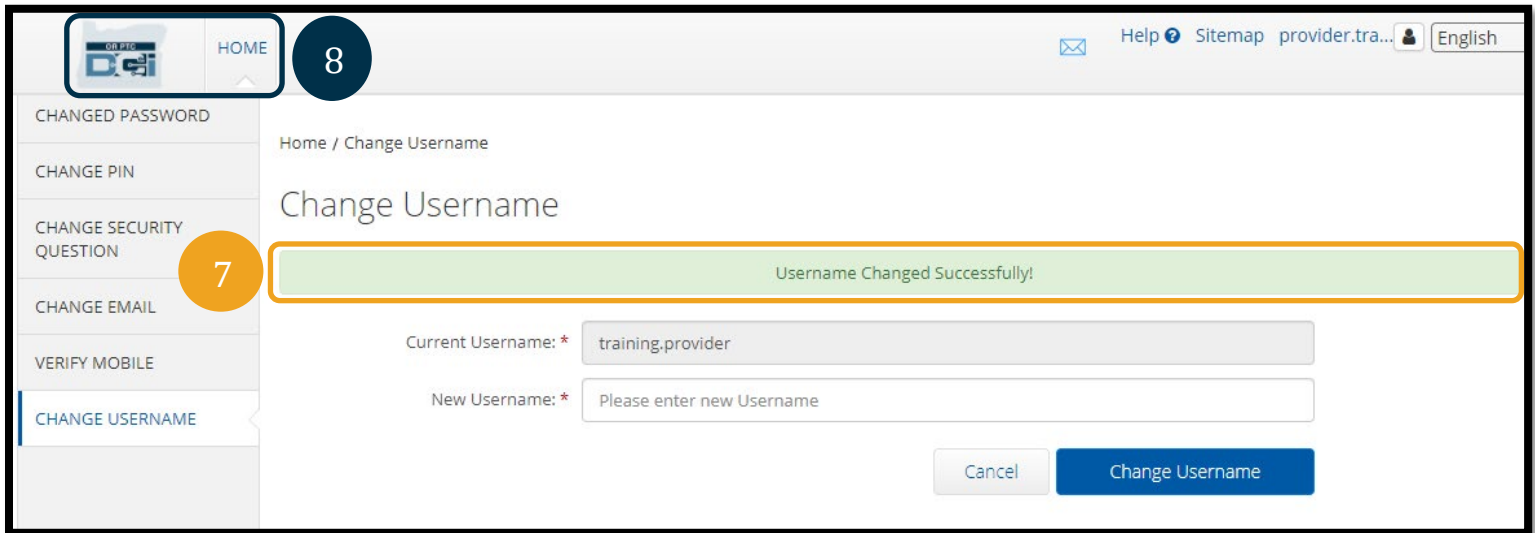 OR PTC
DCi
HOME
8
Help
Sitemap
provider.tra...
English
CHANGED PASSWORD
CHANGE PIN
CHANGE SECURITY
QUESTION
CHANGE EMAIL
VERIFY MOBILE
CHANGE USERNAME
Home / Change Username
Change Username
7
Username Changed Successfully!
Current Username: * training.provider
New Username: * Please enter new Username
Cancel
Change Username